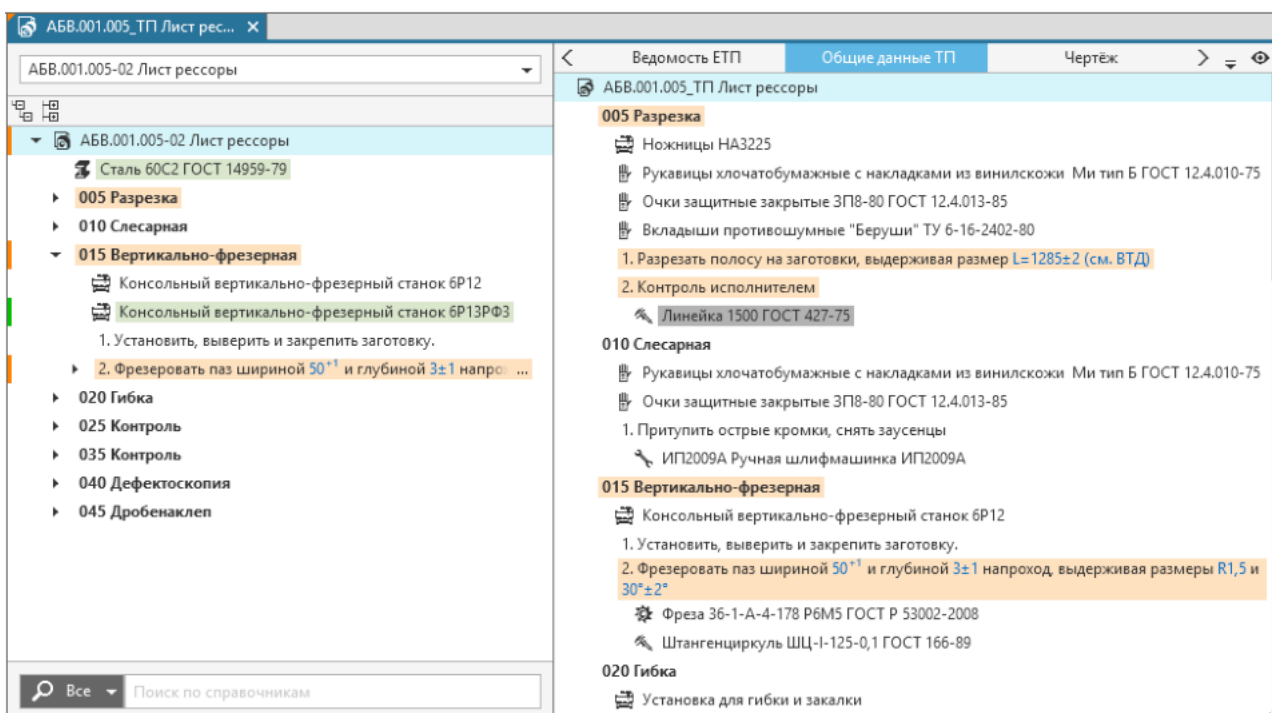 АБВ.001.005_ТП Лист рес...
АБВ.001.005-02 Лист рессоры
АБВ.001.005-02 Лист рессоры
Сталь 60С2 ГОСТ 14959-79
005 Разрезка
010 Слесарная
015 Вертикально-фрезерная
Консольный вертикально-фрезерный станок 6Р12
Консольный вертикально-фрезерный станок 6Р13РФ3
1. Установить, выверить и закрепить заготовку.
2. Фрезеровать паз шириной 50⁺¹ и глубиной 3±1 напро ...
020 Гибка
025 Контроль
035 Контроль
040 Дефектоскопия
045 Дробенаклеп
Все
Поиск по справочникам
Ведомость ЕТП
Общие данные ТП
Чертёж
АБВ.001.005_ТП Лист рессоры
005 Разрезка
Ножницы НА3225
Рукавицы хлочатобумажные с накладками из винилскожи Ми тип Б ГОСТ 12.4.010-75
Очки защитные закрытые ЗП8-80 ГОСТ 12.4.013-85
Вкладыши противошумные "Беруши" ТУ 6-16-2402-80
1. Разрезать полосу на заготовки, выдерживая размер L=1285±2 (см. ВТД)
2. Контроль исполнителем
Линейка 1500 ГОСТ 427-75
010 Слесарная
Рукавицы хлочатобумажные с накладками из винилскожи Ми тип Б ГОСТ 12.4.010-75
Очки защитные закрытые ЗП8-80 ГОСТ 12.4.013-85
1. Притупить острые кромки, снять заусенцы
ИП2009А Ручная шлифмашинка ИП2009А
015 Вертикально-фрезерная
Консольный вертикально-фрезерный станок 6Р12
1. Установить, выверить и закрепить заготовку.
2. Фрезеровать паз шириной 50⁺¹ и глубиной 3±1 напроход, выдерживая размеры R1,5 и
30°±2°
Фреза 36-1-А-4-178 Р6М5 ГОСТ Р 53002-2008
Штангенциркуль ШЦ-I-125-0,1 ГОСТ 166-89
020 Гибка
Установка для гибки и закалки